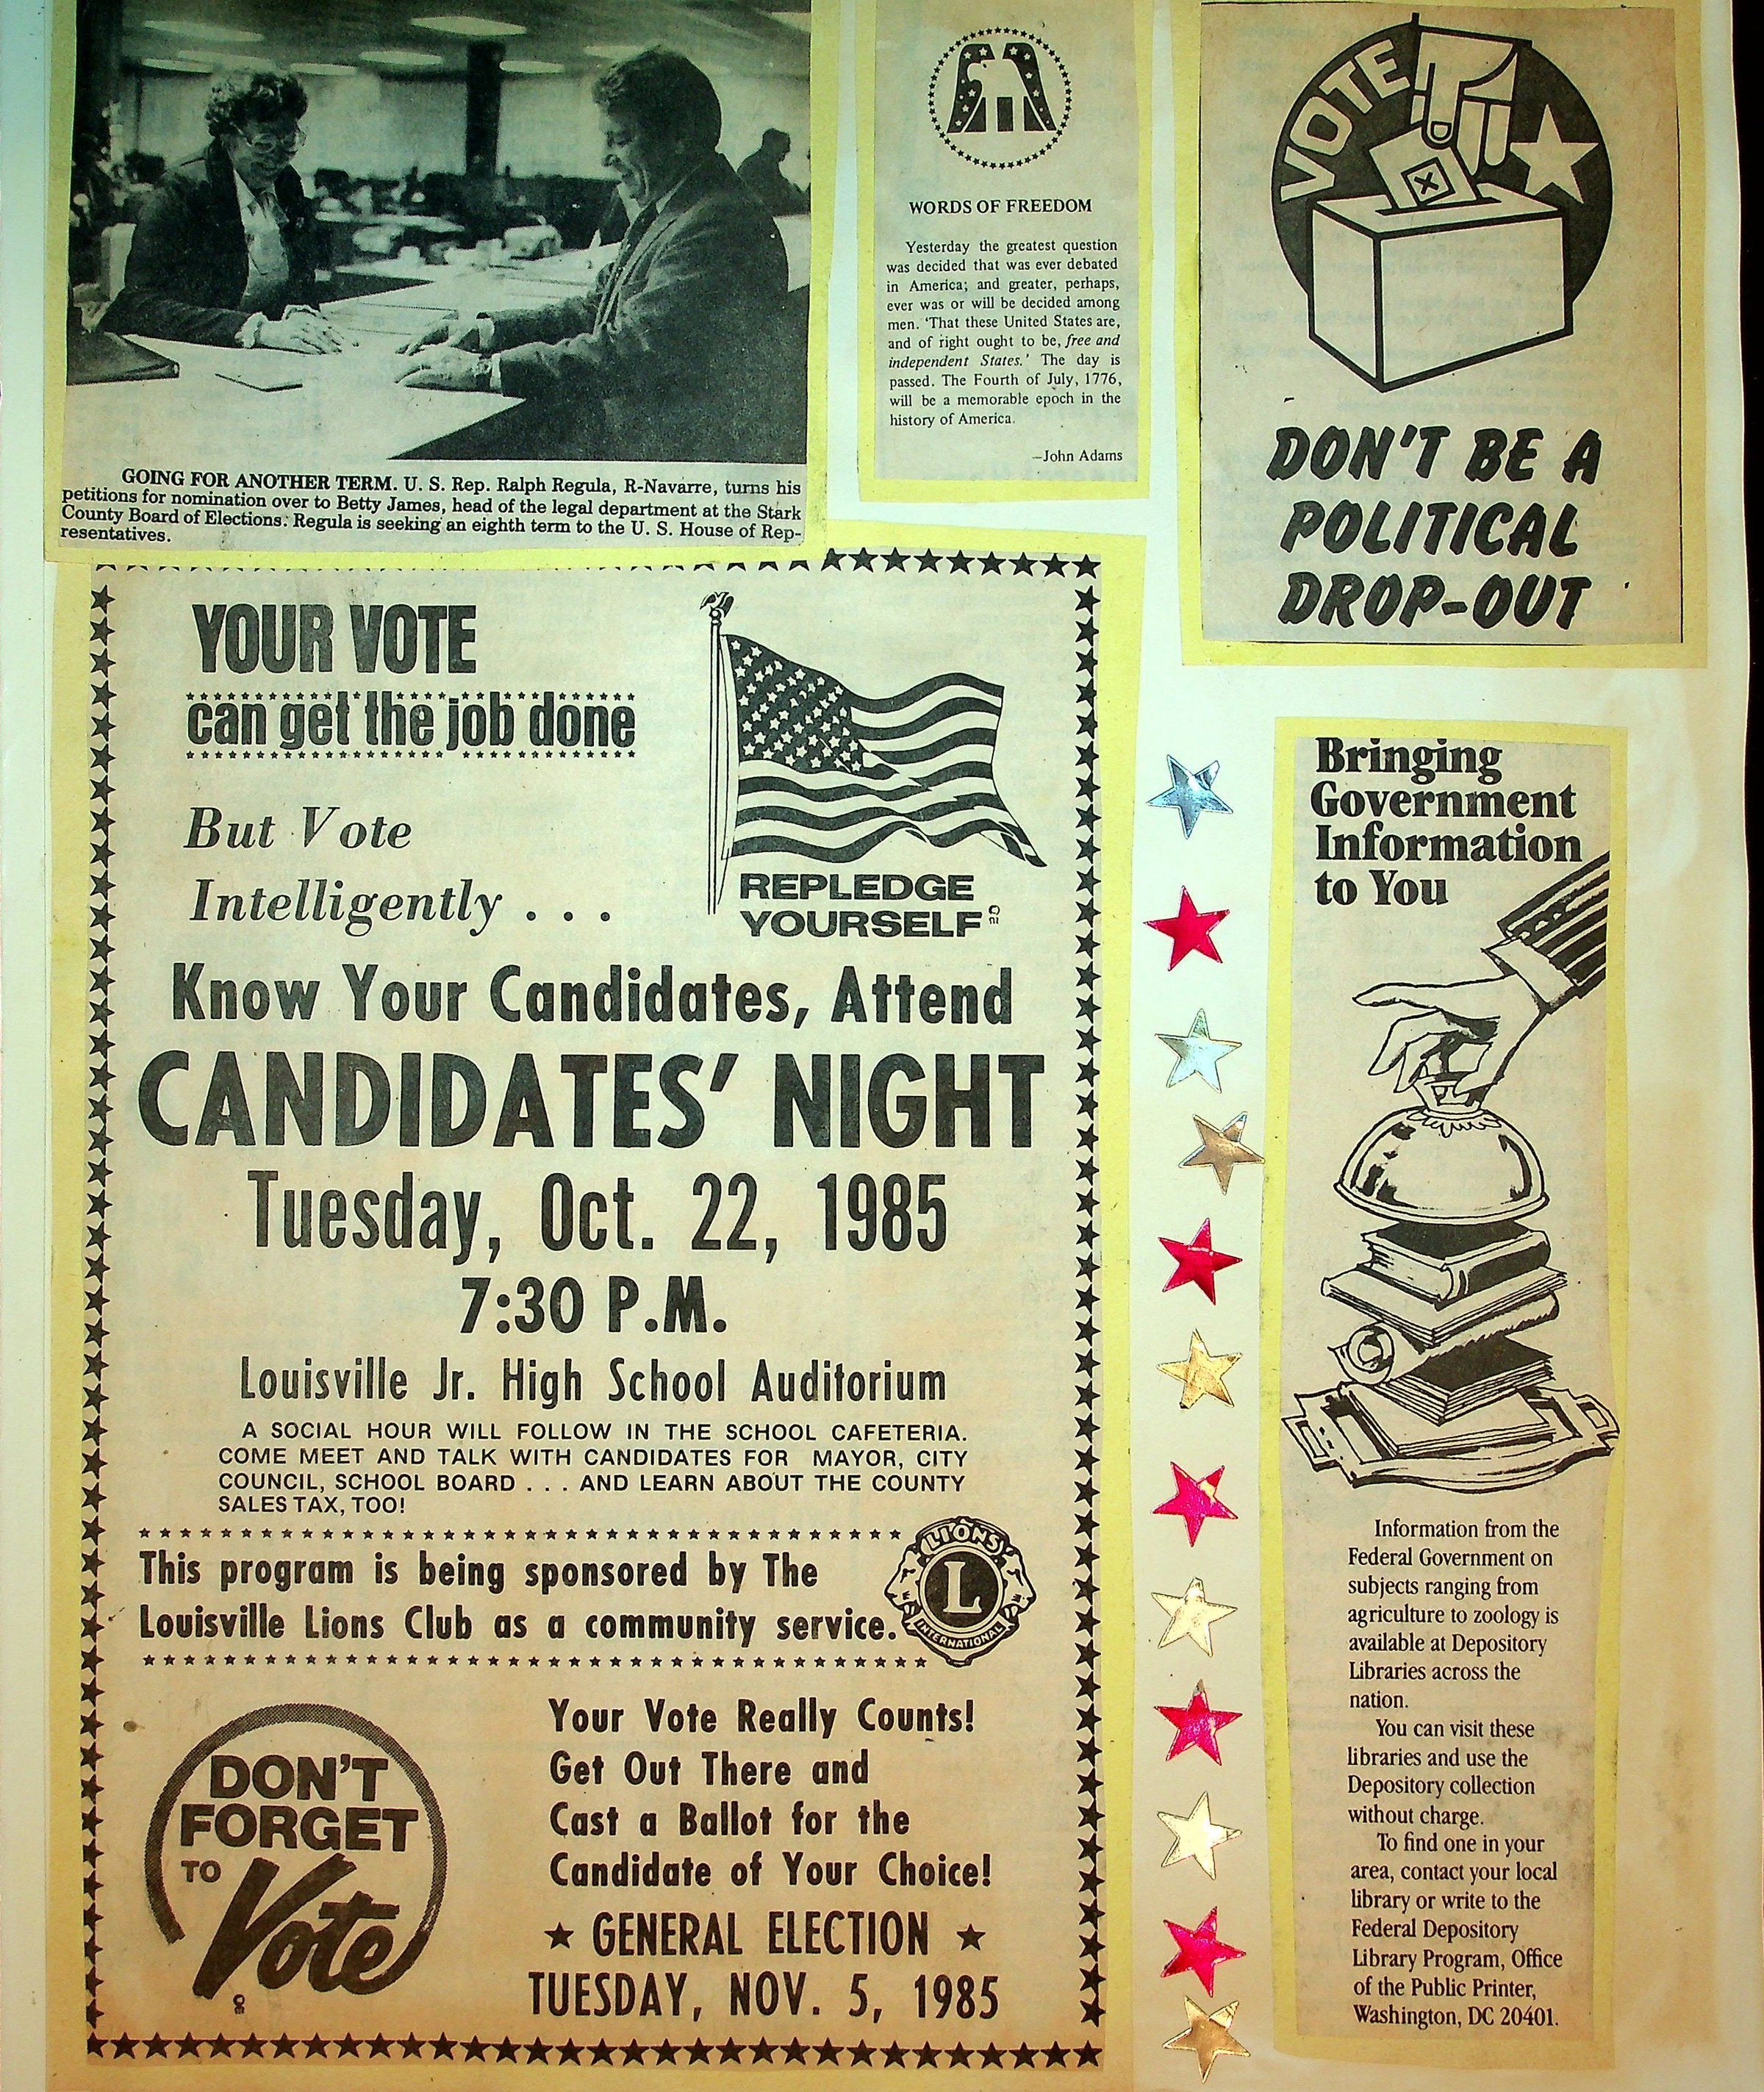 GOING FOR ANOTHER TERM. U. S. Rep. Ralph Regula, R-Navarre, turns his
petitions for nomination over to Betty James, head of the legal department at the Stark
County Board of Elections. Regula is seeking an eighth term to the U. S. House of Rep-
resentatives.
WORDS OF FREEDOM
Yesterday the greatest question
was decided that was ever debated
in America; and greater, perhaps,
ever was or will be decided among
men. 'That these United States are,
and of right ought to be, free and
independent States.' The day is
passed. The Fourth of July, 1776,
will be a memorable epoch in the
history of America.
—John Adams
VOTE
X
DON'T BE A
POLITICAL
DROP-OUT
YOUR VOTE
can get the job done
But Vote
Intelligently . . .
REPLEDGE
YOURSELF
Know Your Candidates, Attend
CANDIDATES' NIGHT
Tuesday, Oct. 22, 1985
7:30 P.M.
Louisville Jr. High School Auditorium
A SOCIAL HOUR WILL FOLLOW IN THE SCHOOL CAFETERIA.
COME MEET AND TALK WITH CANDIDATES FOR MAYOR, CITY
COUNCIL, SCHOOL BOARD . . . AND LEARN ABOUT THE COUNTY
SALES TAX, TOO!
This program is being sponsored by The
Louisville Lions Club as a community service.
LIONS
L
INTERNATIONAL
DON'T
FORGET
TO
Vote
Your Vote Really Counts!
Get Out There and
Cast a Ballot for the
Candidate of Your Choice!
★ GENERAL ELECTION ★
TUESDAY, NOV. 5, 1985
Bringing
Government
Information
to You
Information from the
Federal Government on
subjects ranging from
agriculture to zoology is
available at Depository
Libraries across the
nation.
You can visit these
libraries and use the
Depository collection
without charge.
To find one in your
area, contact your local
library or write to the
Federal Depository
Library Program, Office
of the Public Printer,
Washington, DC 20401.